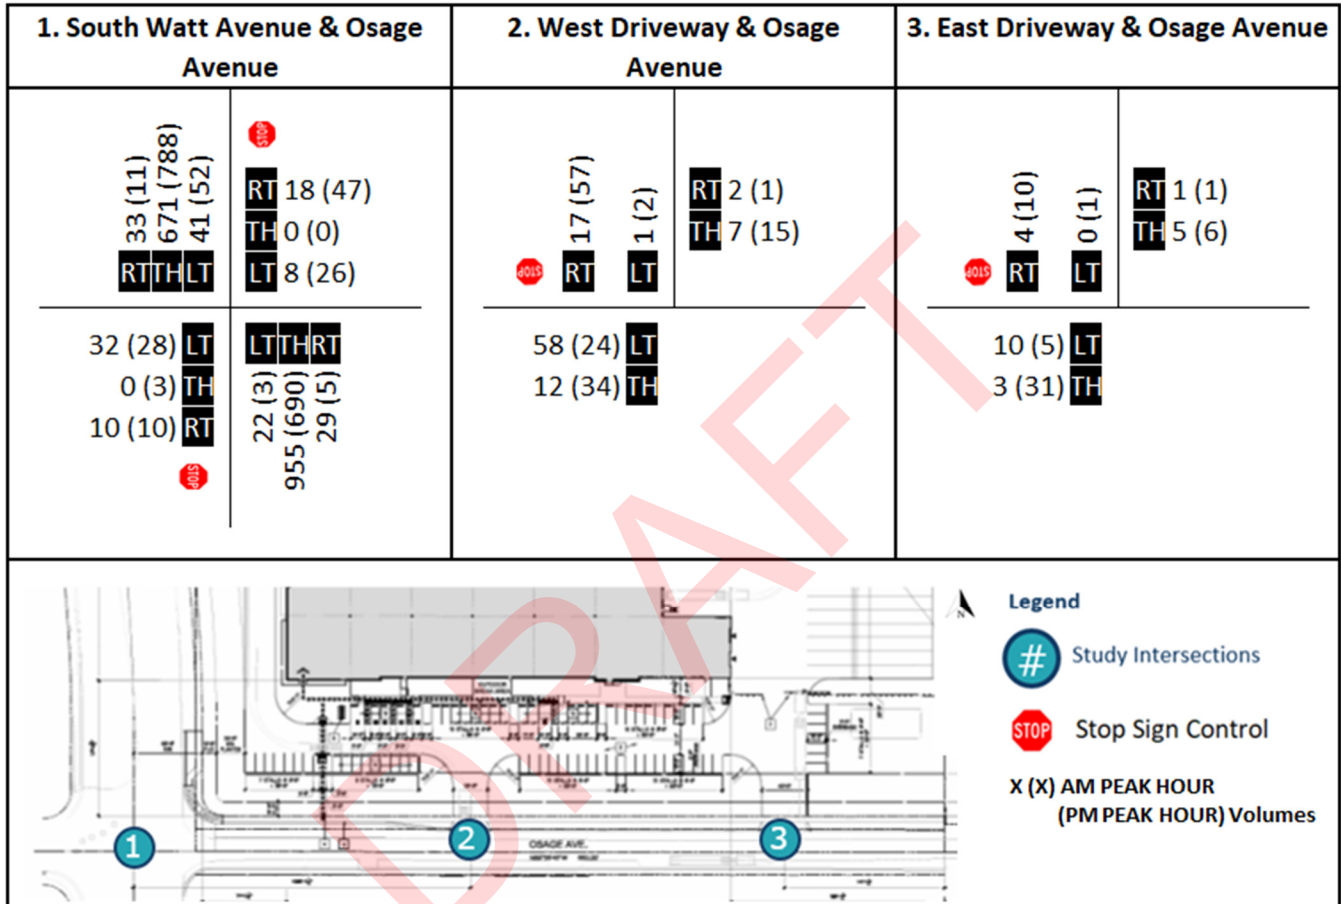 1. South Watt Avenue & Osage
Avenue
2. West Driveway & Osage
Avenue
3. East Driveway & Osage Avenue
33 (11)
671 (788)
41 (52)
RT TH LT
STOP
RT 18 (47)
TH 0 (0)
LT 8 (26)
32 (28) LT
0 (3) TH
10 (10) RT
STOP
LT TH RT
22 (3)
955 (690)
29 (5)
17 (57)
1 (2)
STOP
RT LT
RT 2 (1)
TH 7 (15)
58 (24) LT
12 (34) TH
4 (10)
0 (1)
STOP
RT LT
RT 1 (1)
TH 5 (6)
10 (5) LT
3 (31) TH
DRAFT
1
2
3
OSAGE AVE.
N
Legend
# Study Intersections
STOP Stop Sign Control
X (X) AM PEAK HOUR
(PM PEAK HOUR) Volumes